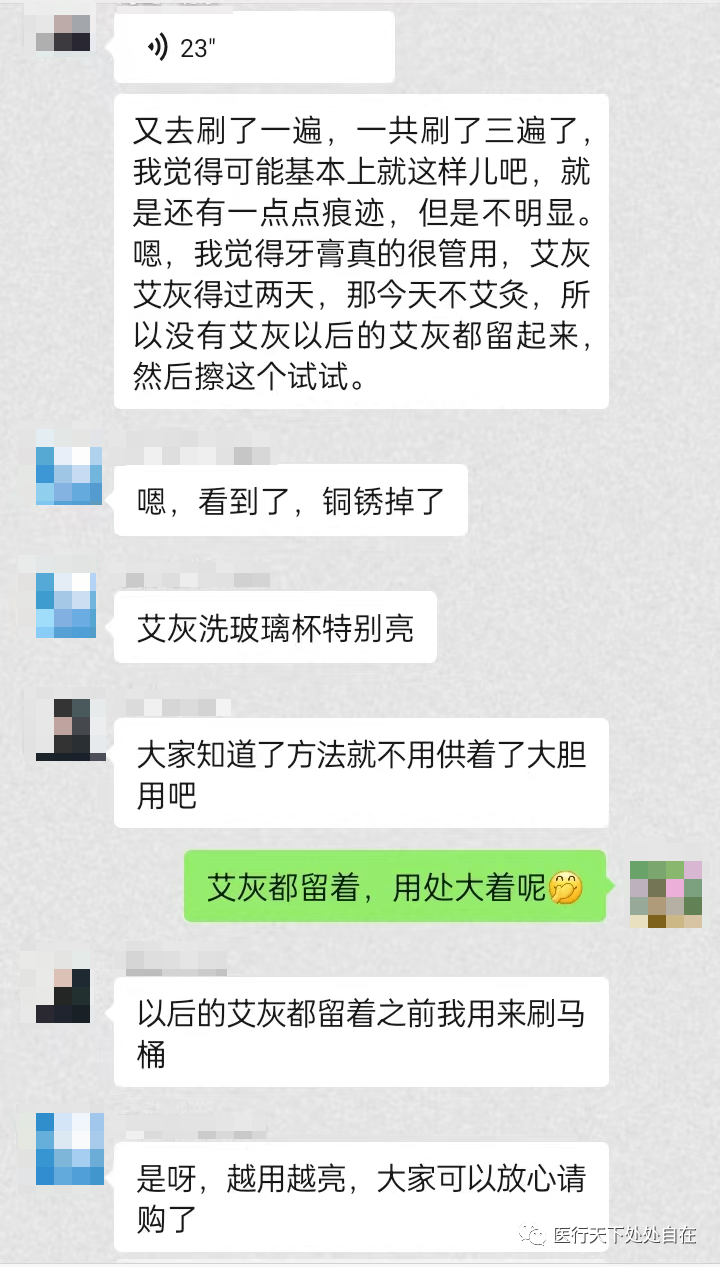 23"
又去刷了一遍，一共刷了三遍了，
我觉得可能基本上就这样儿吧，就
是还有一点点痕迹，但是不明显。
嗯，我觉得牙膏真的很管用，艾灰
艾灰得过两天，那今天不艾灸，所
以没有艾灰以后的艾灰都留起来，
然后擦这个试试。
嗯，看到了，铜锈掉了
艾灰洗玻璃杯特别亮
大家知道了方法就不用供着了大胆
用吧
艾灰都留着，用处大着呢🤭
以后的艾灰都留着之前我用来刷马
桶
是呀，越用越亮，大家可以放心请
购了
医行天下处处自在